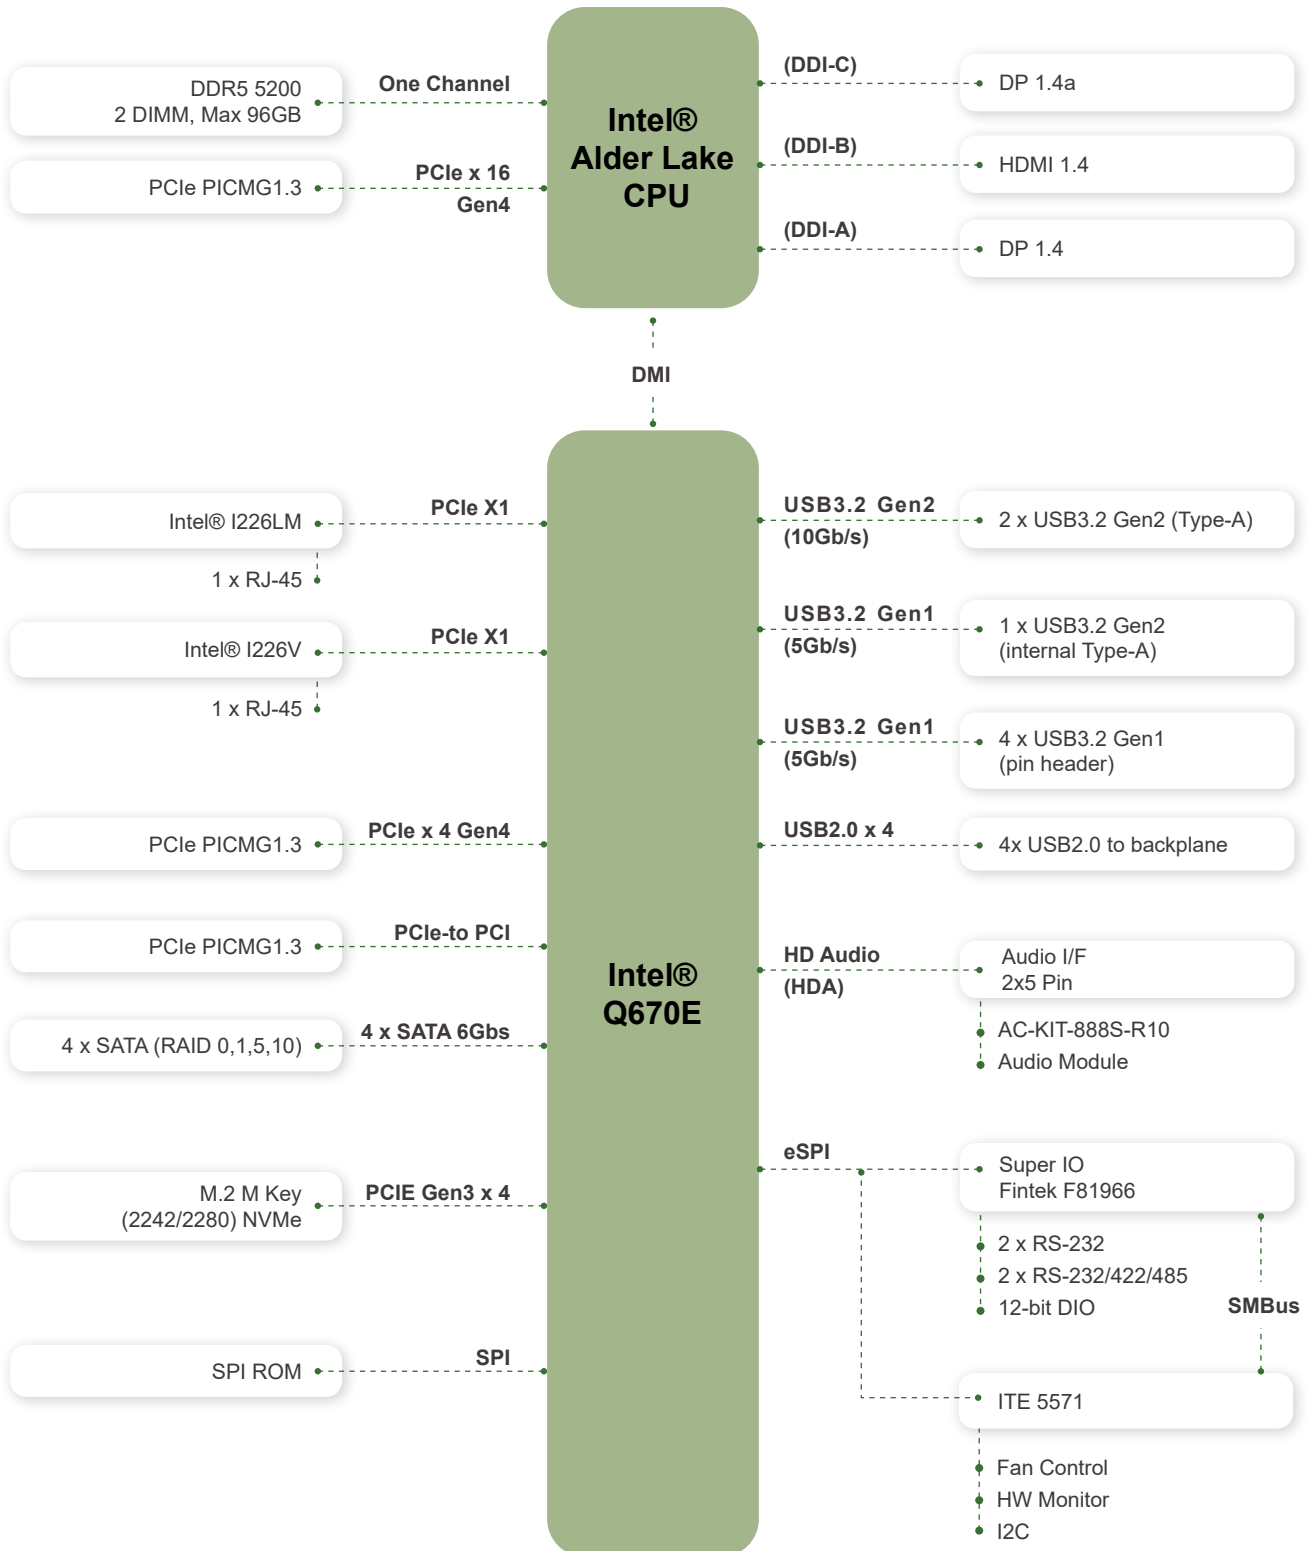 DDR5 5200
2 DIMM, Max 96GB
One Channel
PCIe PICMG1.3
PCIe x 16
Gen4
Intel®
Alder Lake
CPU
(DDI-C)
DP 1.4a
(DDI-B)
HDMI 1.4
(DDI-A)
DP 1.4
DMI
Intel® I226LM
PCIe X1
1 x RJ-45
Intel® I226V
PCIe X1
1 x RJ-45
PCIe PICMG1.3
PCIe x 4 Gen4
PCIe PICMG1.3
PCIe-to PCI
4 x SATA (RAID 0,1,5,10)
4 x SATA 6Gbs
M.2 M Key
(2242/2280) NVMe
PCIE Gen3 x 4
SPI ROM
SPI
Intel®
Q670E
USB3.2 Gen2
(10Gb/s)
2 x USB3.2 Gen2 (Type-A)
USB3.2 Gen1
(5Gb/s)
1 x USB3.2 Gen2
(internal Type-A)
USB3.2 Gen1
(5Gb/s)
4 x USB3.2 Gen1
(pin header)
USB2.0 x 4
4x USB2.0 to backplane
HD Audio
(HDA)
Audio I/F
2x5 Pin
AC-KIT-888S-R10
Audio Module
eSPI
Super IO
Fintek F81966
2 x RS-232
2 x RS-232/422/485
12-bit DIO
SMBus
ITE 5571
Fan Control
HW Monitor
I2C